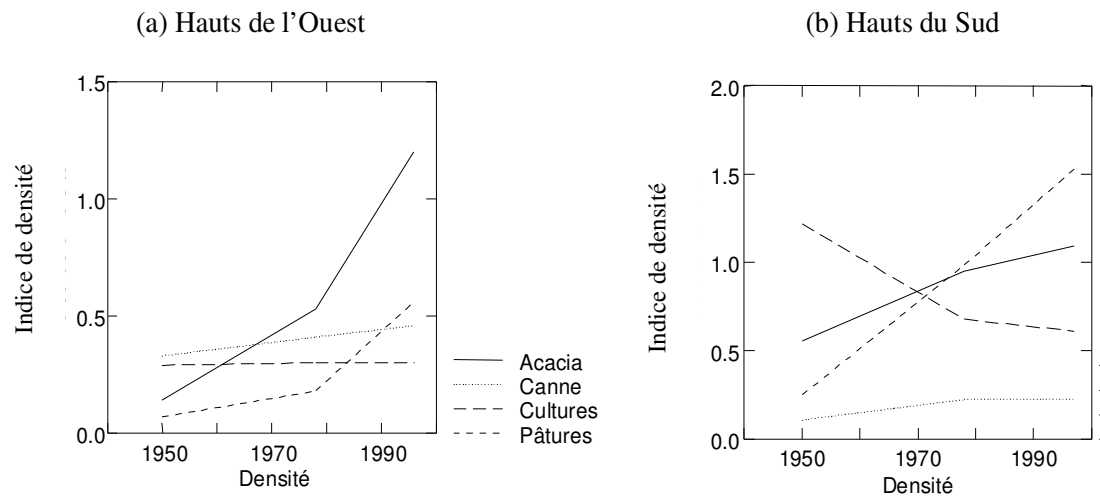 (a) Hauts de l’Ouest
1.5
1.0
0.5
0.0
Indice de densité
1950 1970 1990
Densité
Acacia
Canne
Cultures
Pâtures
(b) Hauts du Sud
2.0
1.5
1.0
0.5
0.0
Indice de densité
1950 1970 1990
Densité